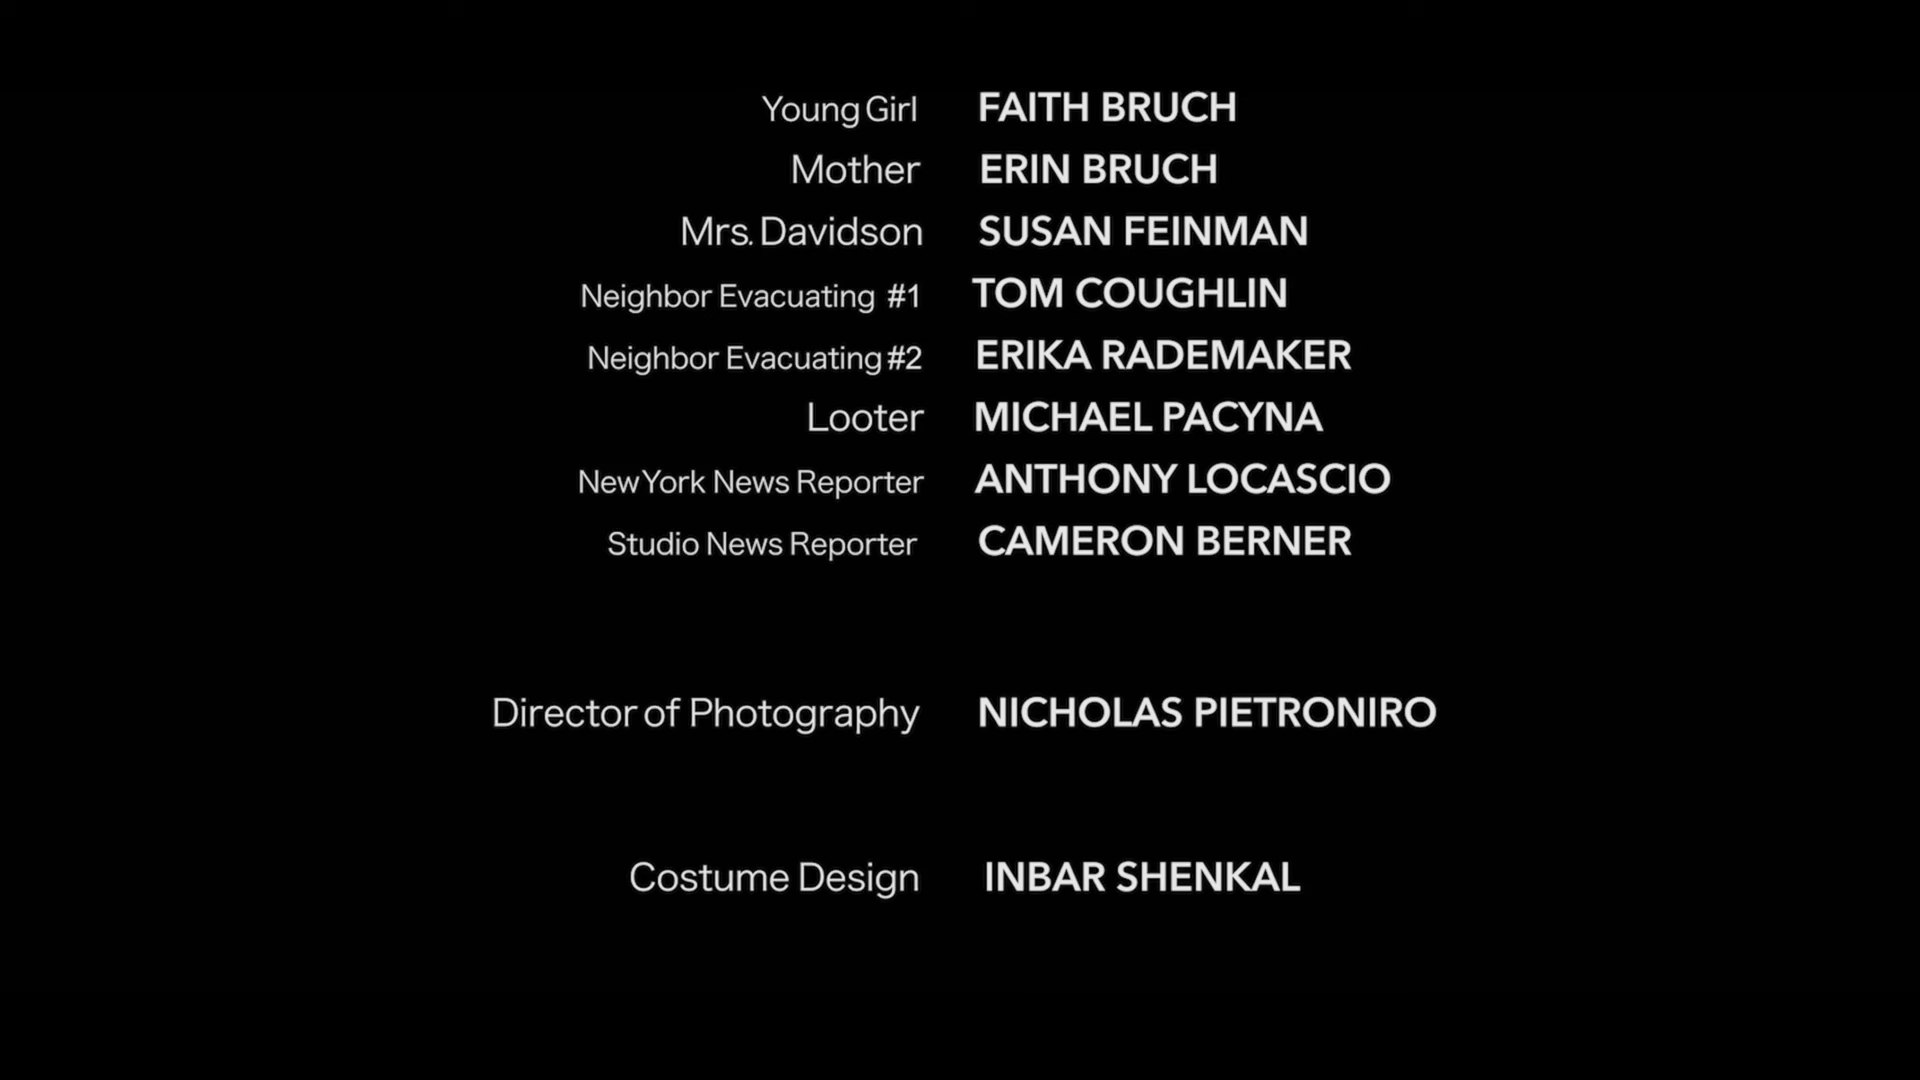 Young Girl FAITH BRUCH
Mother ERIN BRUCH
Mrs. Davidson SUSAN FEINMAN
Neighbor Evacuating #1 TOM COUGHLIN
Neighbor Evacuating #2 ERIKA RADEMAKER
Looter MICHAEL PACYNA
New York News Reporter ANTHONY LOCASCIO
Studio News Reporter CAMERON BERNER
Director of Photography NICHOLAS PIETRONIRO
Costume Design INBAR SHENKAL